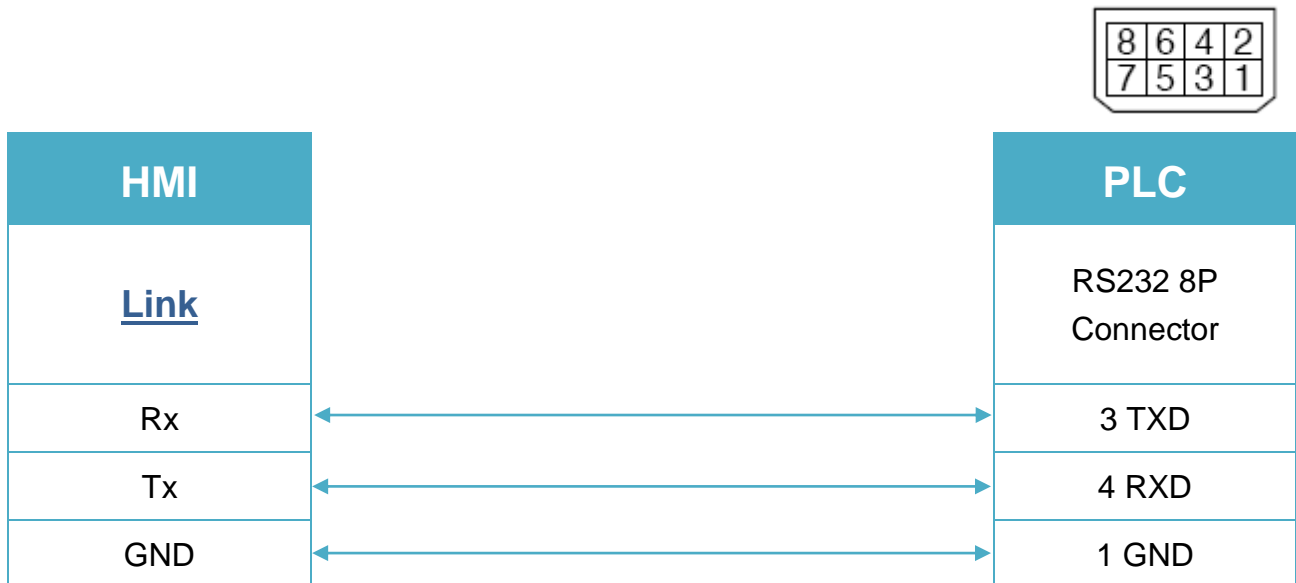 8 6 4 2
7 5 3 1
HMI PLC
Link RS232 8P
Connector
Rx 3 TXD
Tx 4 RXD
GND 1 GND